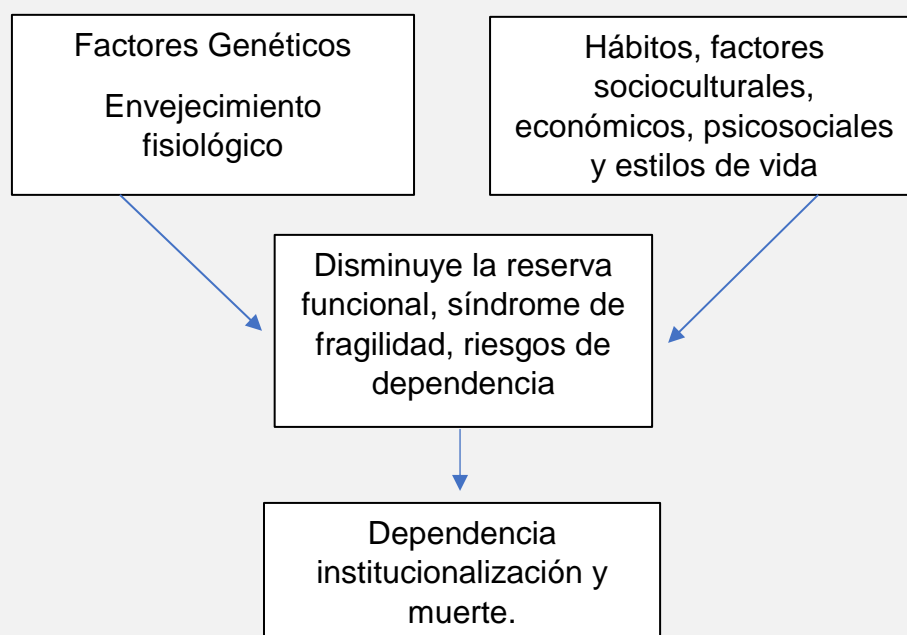 Factores Genéticos
Envejecimiento
fisiológico
Hábitos, factores
socioculturales,
económicos, psicosociales
y estilos de vida
Disminuye la reserva
funcional, síndrome de
fragilidad, riesgos de
dependencia
Dependencia
institucionalización y
muerte.